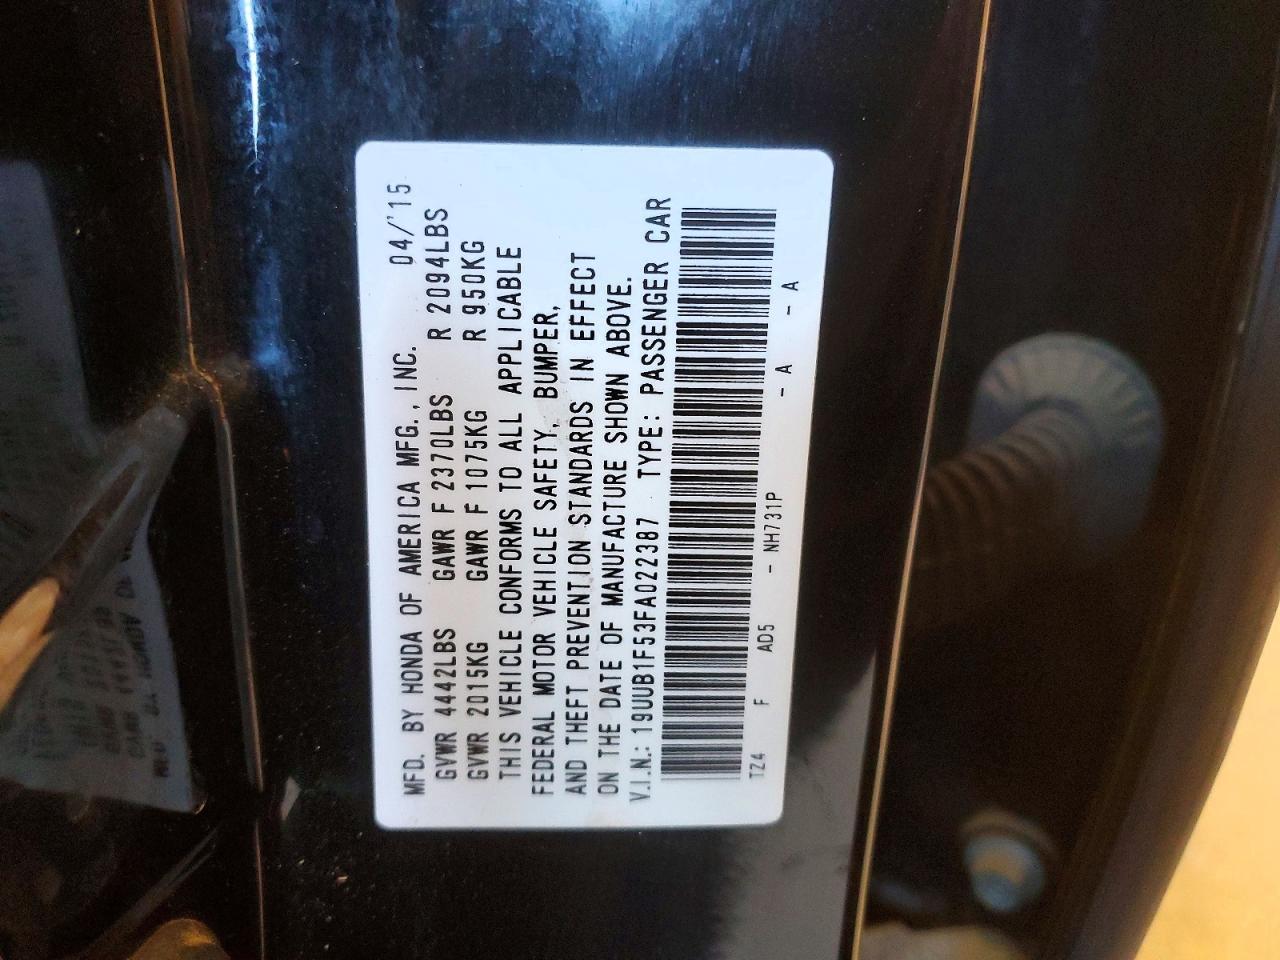 MFD. BY HONDA OF AMERICA MFG., INC. 04/'15
GVWR 4442LBS GAWR F 2370LBS R 2094LBS
GVWR 2015KG GAWR F 1075KG R 950KG
THIS VEHICLE CONFORMS TO ALL APPLICABLE
FEDERAL MOTOR VEHICLE SAFETY, BUMPER,
AND THEFT PREVENTION STANDARDS IN EFFECT
ON THE DATE OF MANUFACTURE SHOWN ABOVE.
V.I.N.: 19UUB1F53FA022387 TYPE: PASSENGER CAR
TZ4 F AD5 - NH731P - A - A